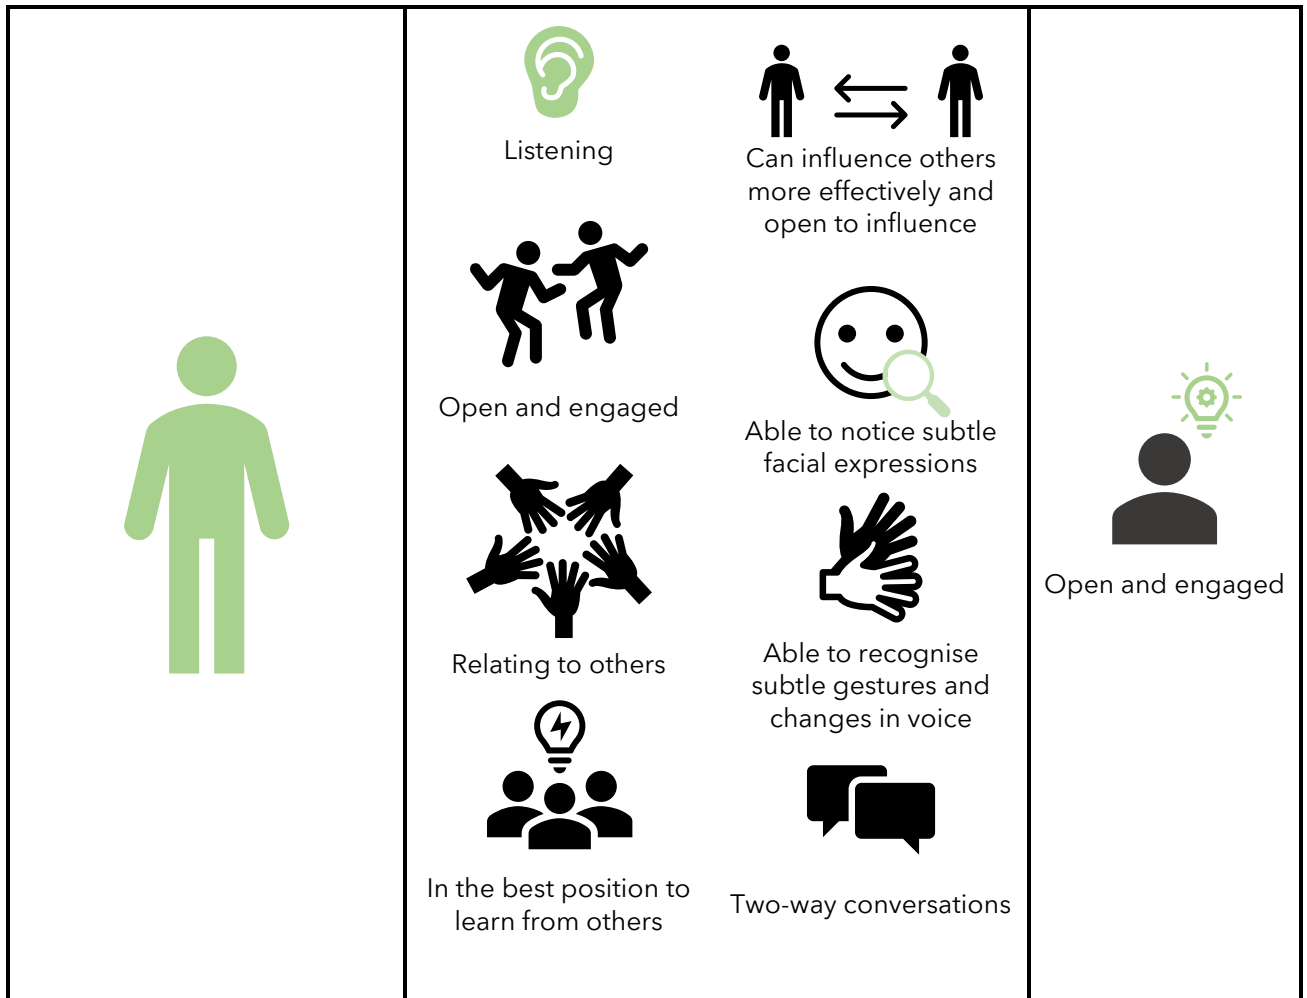 Listening
Open and engaged
Relating to others
In the best position to
learn from others
Can influence others
more effectively and
open to influence
Able to notice subtle
facial expressions
Able to recognise
subtle gestures and
changes in voice
Two-way conversations
Open and engaged